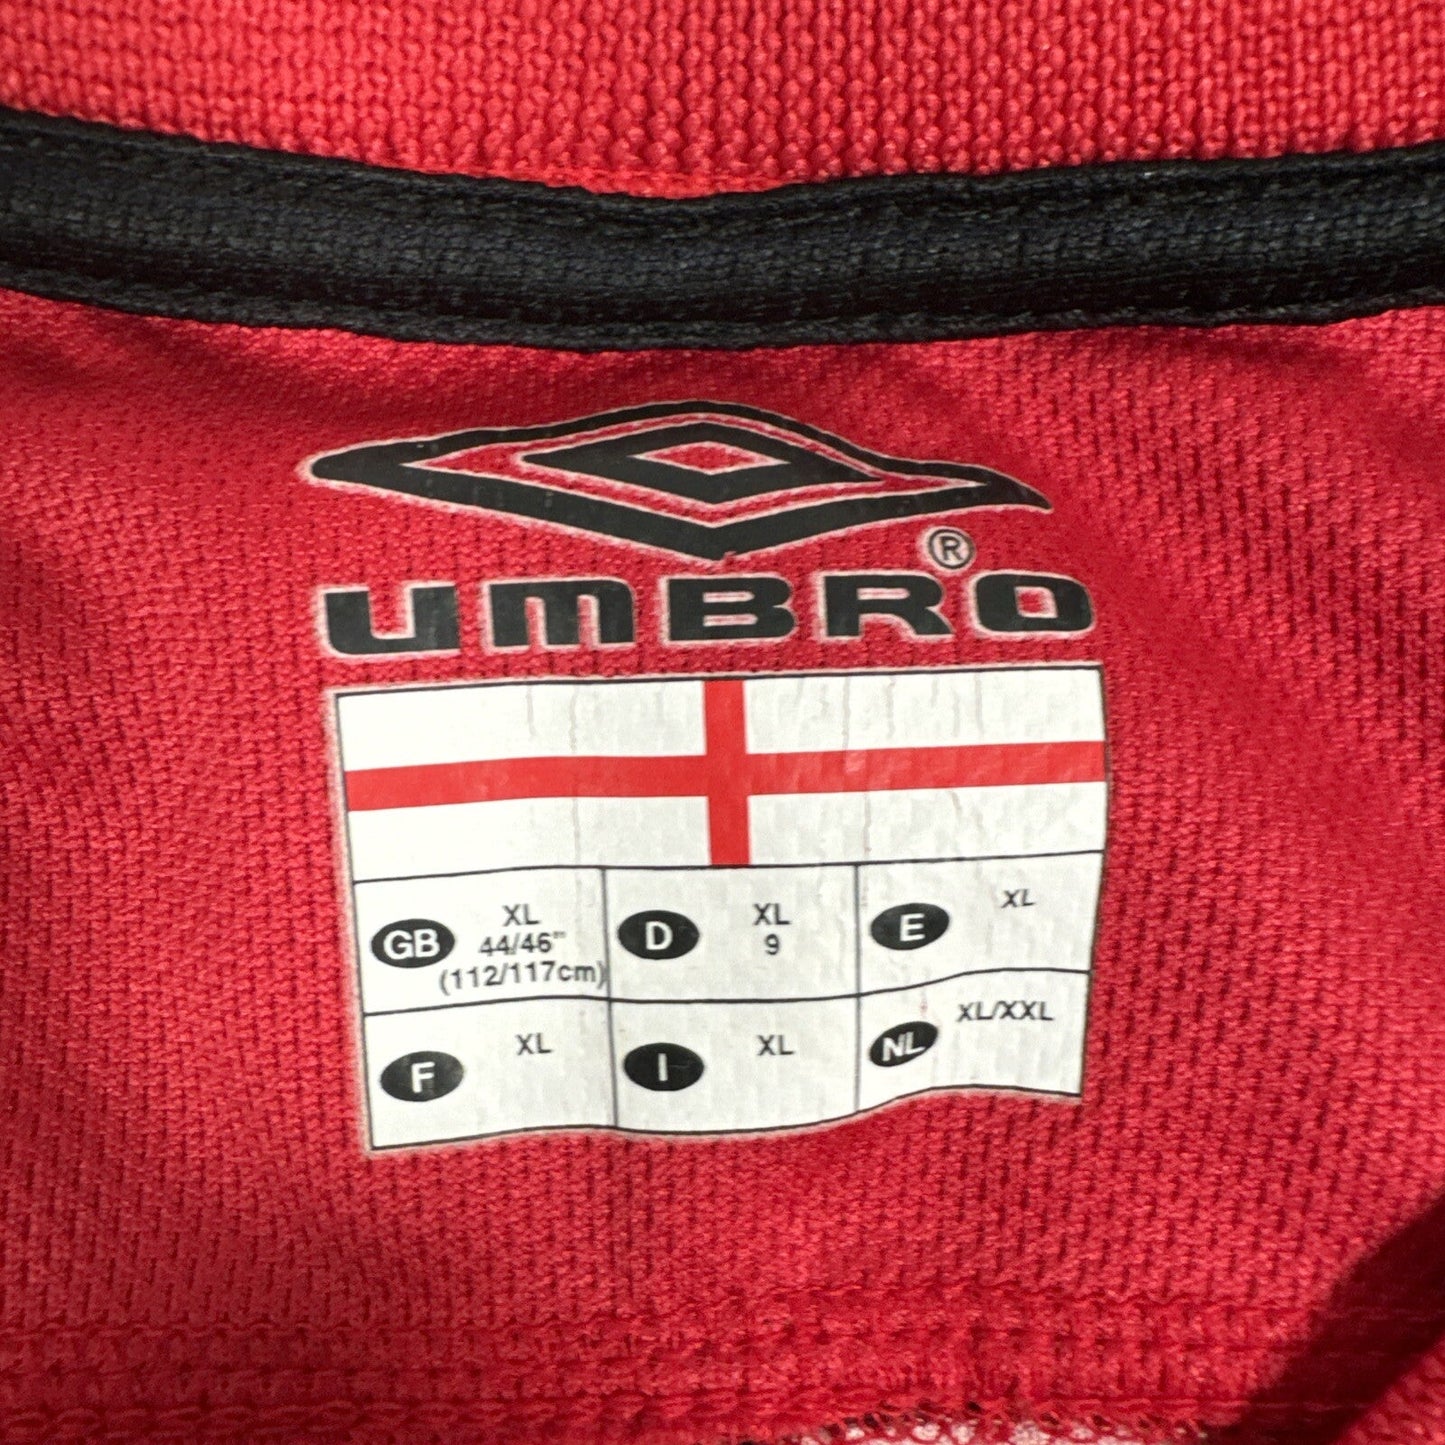 ®
UMBRO
GB XL
44/46"
(112/117cm)
D XL
9
E XL
F XL
I XL
NL XL/XXL